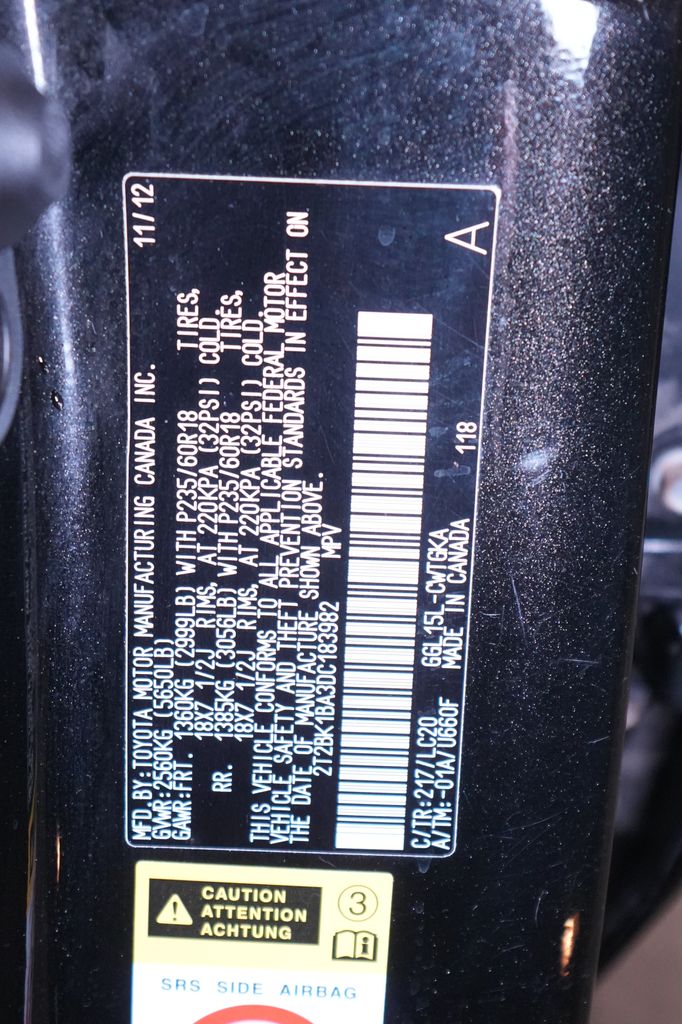 MFD.BY:TOYOTA MOTOR MANUFACTURING CANADA INC. 11/12
GVWR:2560KG (5650LB)
GAWR:FRT. 1360KG (2999LB) WITH P235/60R18 TIRES,
18X7 1/2J RIMS, AT 220KPA (32PSI) COLD.
RR. 1385KG (3056LB) WITH P235/60R18 TIRES,
18X7 1/2J RIMS, AT 220KPA (32PSI) COLD.
THIS VEHICLE CONFORMS TO ALL APPLICABLE FEDERAL MOTOR
VEHICLE SAFETY AND THEFT PREVENTION STANDARDS IN EFFECT ON
THE DATE OF MANUFACTURE SHOWN ABOVE.
2T2BK1BA3DC183982 MPV
C/TR:217/LC20 GGL15L-CWTGKA A
A/TM:-01A/U660F MADE IN CANADA 118
CAUTION
ATTENTION
ACHTUNG
3
i
SRS SIDE AIRBAG